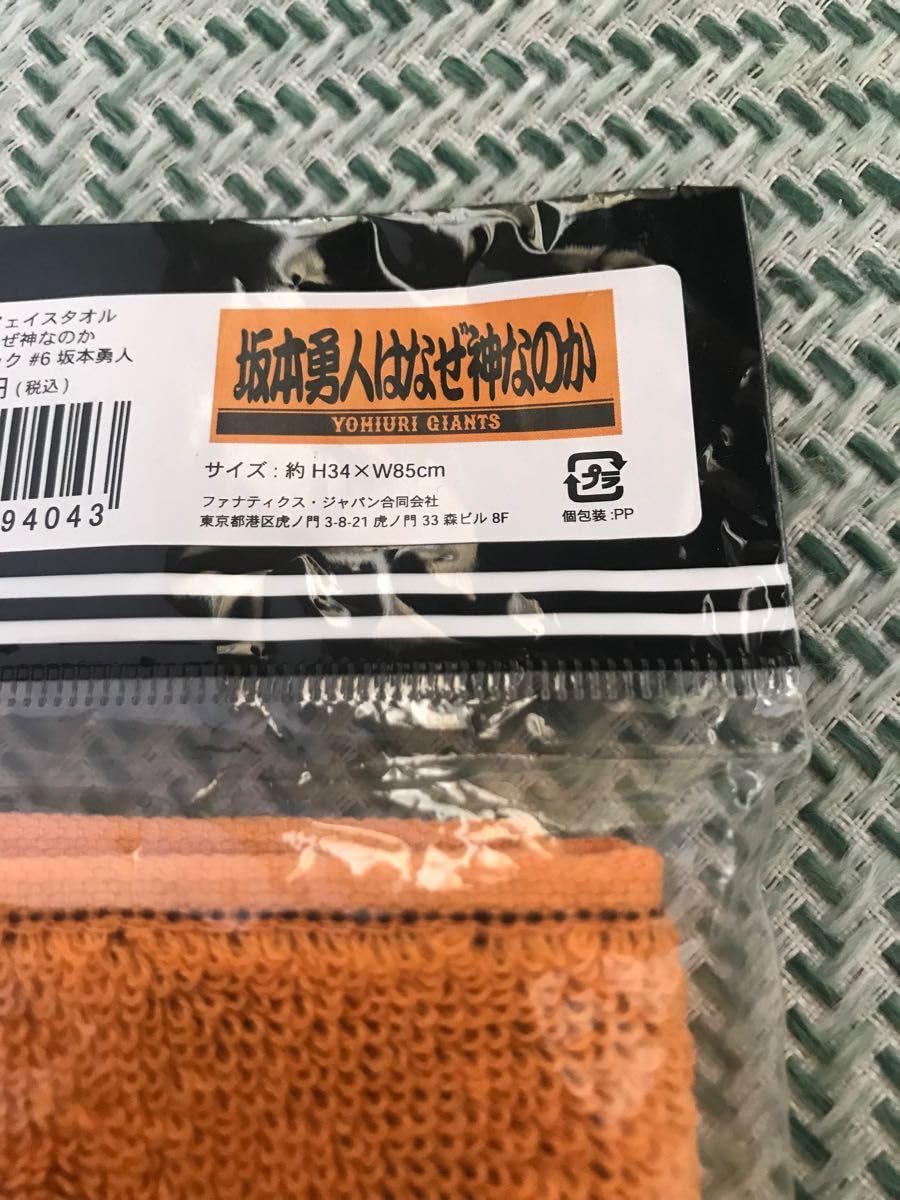 フェイスタオル
ぜ神なのか
ック #6 坂本勇人
円(税込)
94043
坂本勇人はなぜ神なのか
YOHIURI GIANTS
サイズ : 約 H34×W85cm
ファナティクス・ジャパン合同会社
東京都港区虎ノ門 3-8-21 虎ノ門 33 森ビル 8F
プラ
個包装 :PP